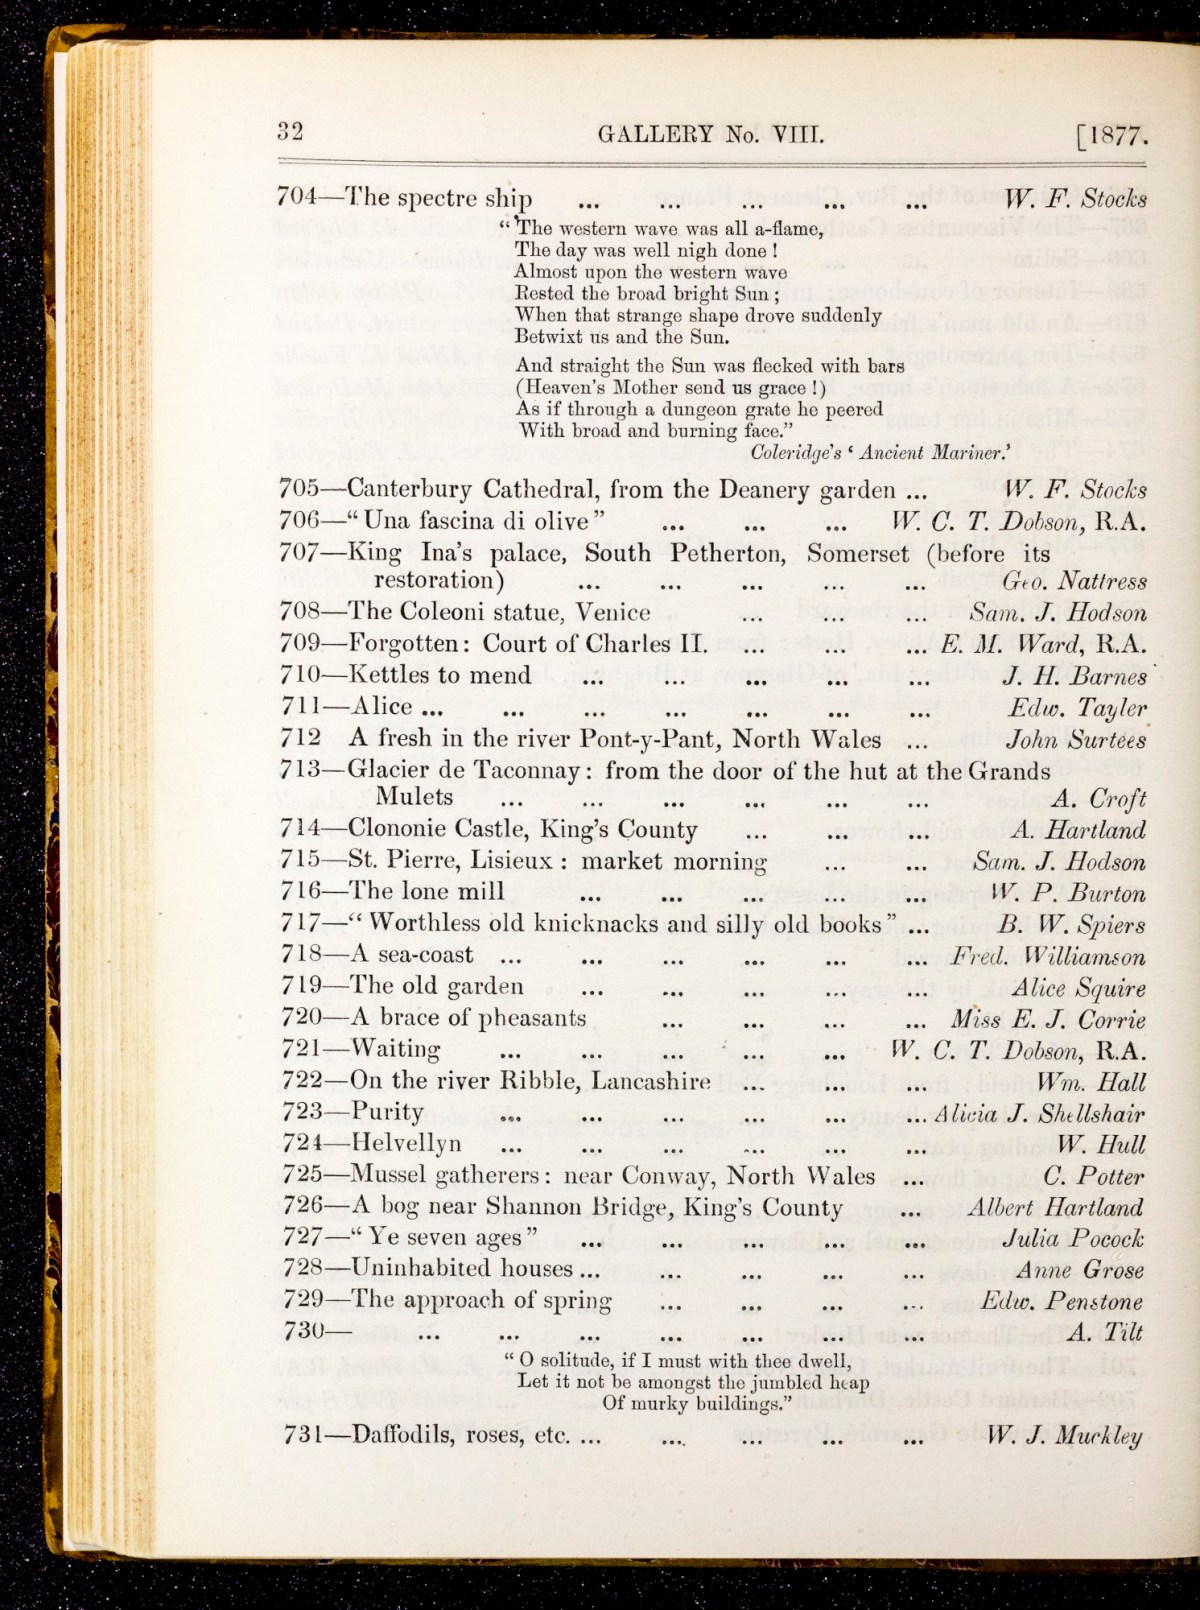 32 GALLERY No. VIII. [1877.
704—The spectre ship ... ... ... ... ... W. F. Stocks
“ The western wave was all a-flame,
The day was well nigh done !
Almost upon the western wave
Rested the broad bright Sun ;
When that strange shape drove suddenly
Betwixt us and the Sun.
And straight the Sun was flecked with bars
(Heaven's Mother send us grace !)
As if through a dungeon grate he peered
With broad and burning face.”
Coleridge's ‘ Ancient Mariner.’
705—Canterbury Cathedral, from the Deanery garden ... W. F. Stocks
706—“ Una fascina di olive ” ... ... ... W. C. T. Dobson, R.A.
707—King Ina's palace, South Petherton, Somerset (before its
restoration) ... ... ... ... ... Geo. Nattress
708—The Coleoni statue, Venice ... ... ... Sam. J. Hodson
709—Forgotten : Court of Charles II. ... ... ... E. M. Ward, R.A.
710—Kettles to mend ... ... ... ... ... J. H. Barnes
711—Alice ... ... ... ... ... ... ... Edw. Tayler
712 A fresh in the river Pont-y-Pant, North Wales ... John Surtees
713—Glacier de Taconnay : from the door of the hut at the Grands
Mulets ... ... ... ... ... ... A. Croft
714—Clononie Castle, King's County ... ... ... A. Hartland
715—St. Pierre, Lisieux : market morning ... ... Sam. J. Hodson
716—The lone mill ... ... ... ... ... W. P. Burton
717—“ Worthless old knicknacks and silly old books ” ... B. W. Spiers
718—A sea-coast ... ... ... ... ... ... Fred. Williamson
719—The old garden ... ... ... ... ... Alice Squire
720—A brace of pheasants ... ... ... ... Miss E. J. Corrie
721—Waiting ... ... ... ... ... W. C. T. Dobson, R.A.
722—On the river Ribble, Lancashire ... ... ... Wm. Hall
723—Purity ... ... ... ... ... ... Alicia J. Shellshair
724—Helvellyn ... ... ... ... ... ... W. Hull
725—Mussel gatherers : near Conway, North Wales ... C. Potter
726—A bog near Shannon Bridge, King's County ... Albert Hartland
727—“ Ye seven ages ” ... ... ... ... ... Julia Pocock
728—Uninhabited houses ... ... ... ... ... Anne Grose
729—The approach of spring ... ... ... ... Edw. Penstone
730— ... ... ... ... ... ... ... A. Tilt
“ O solitude, if I must with thee dwell,
Let it not be amongst the jumbled heap
Of murky buildings.”
731—Daffodils, roses, etc. ... ... ... ... ... W. J. Muckley